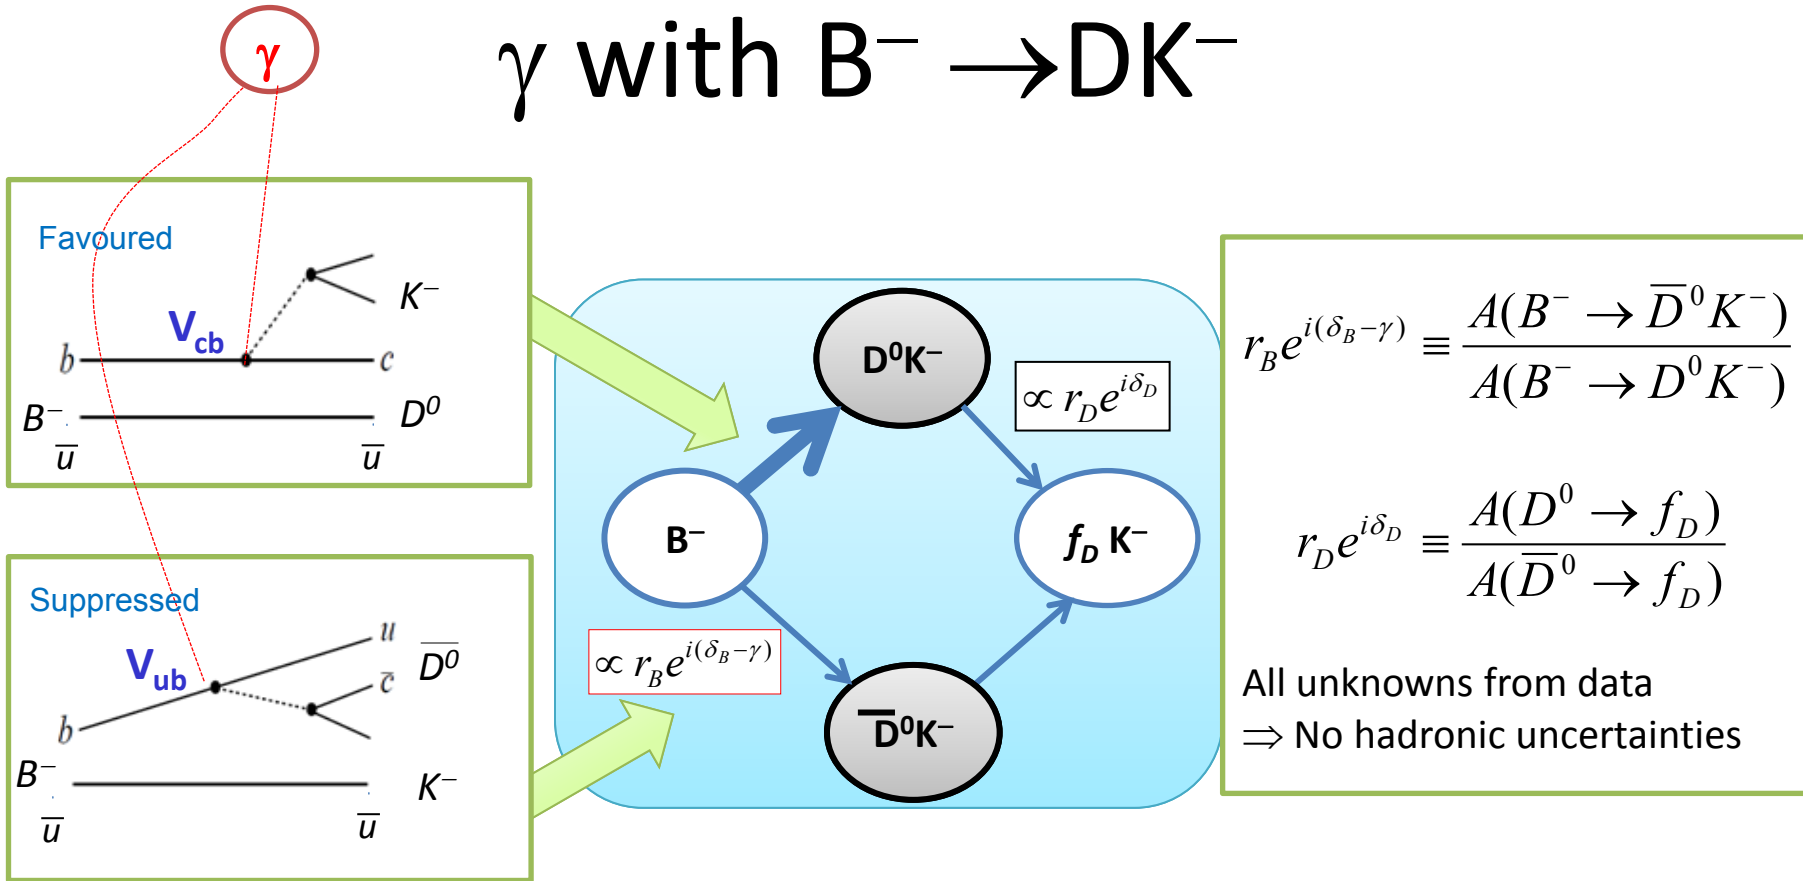 γ
γ with B⁻ →DK⁻
Favoured
K⁻
V_cb
b
c
B⁻
D⁰
u̅
u̅
Suppressed
u
D̅⁰
V_ub
c̅
b
B⁻
K⁻
u̅
u̅
D⁰K⁻
∝ r_D e^{iδ_D}
B⁻
f_D K⁻
∝ r_B e^{i(δ_B−γ)}
D̅⁰K⁻
r_B e^{i(δ_B−γ)} ≡ A(B⁻ → D̅⁰K⁻) / A(B⁻ → D⁰K⁻)
r_D e^{iδ_D} ≡ A(D⁰ → f_D) / A(D̅⁰ → f_D)
All unknowns from data
⇒ No hadronic uncertainties